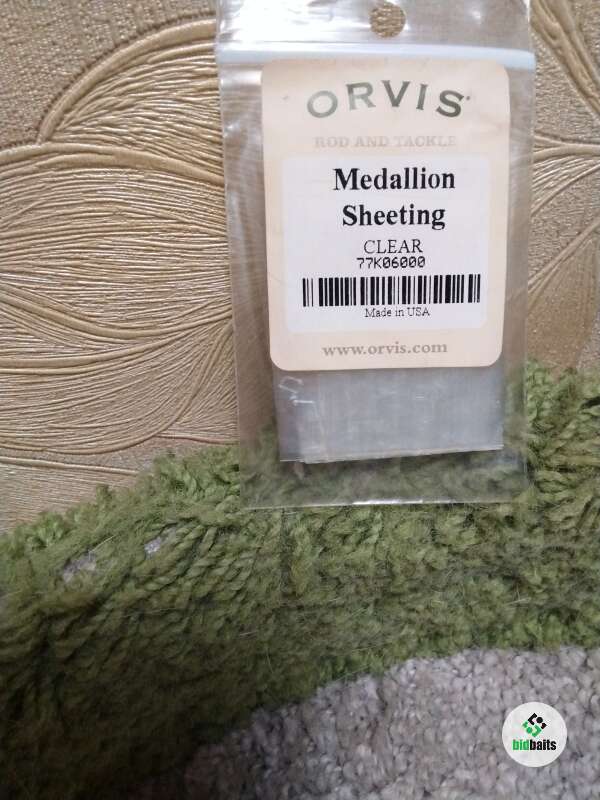 ORVIS
ROD AND TACKLE
Medallion
Sheeting
CLEAR
77K06000
Made in USA
www.orvis.com
bidbaits